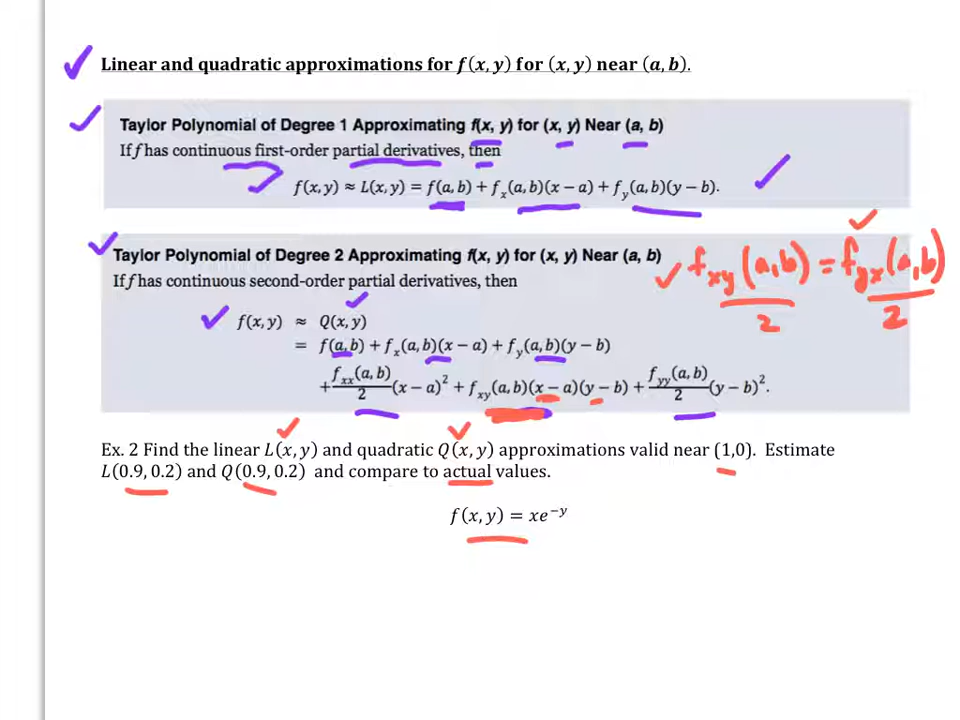 Linear and quadratic approximations for f(x, y) for (x, y) near (a, b).
Taylor Polynomial of Degree 1 Approximating f(x, y) for (x, y) Near (a, b)
If f has continuous first-order partial derivatives, then
f(x, y) ≈ L(x, y) = f(a, b) + f_x(a, b)(x − a) + f_y(a, b)(y − b).
Taylor Polynomial of Degree 2 Approximating f(x, y) for (x, y) Near (a, b)
f_xy(a,b)/2 = f_yx(a,b)/2
If f has continuous second-order partial derivatives, then
f(x, y) ≈ Q(x, y)
= f(a, b) + f_x(a, b)(x − a) + f_y(a, b)(y − b)
+ f_xx(a, b)/2 (x − a)² + f_xy(a, b)(x − a)(y − b) + f_yy(a, b)/2 (y − b)².
Ex. 2 Find the linear L(x, y) and quadratic Q(x, y) approximations valid near (1,0). Estimate
L(0.9, 0.2) and Q(0.9, 0.2) and compare to actual values.
f(x, y) = xe^−y